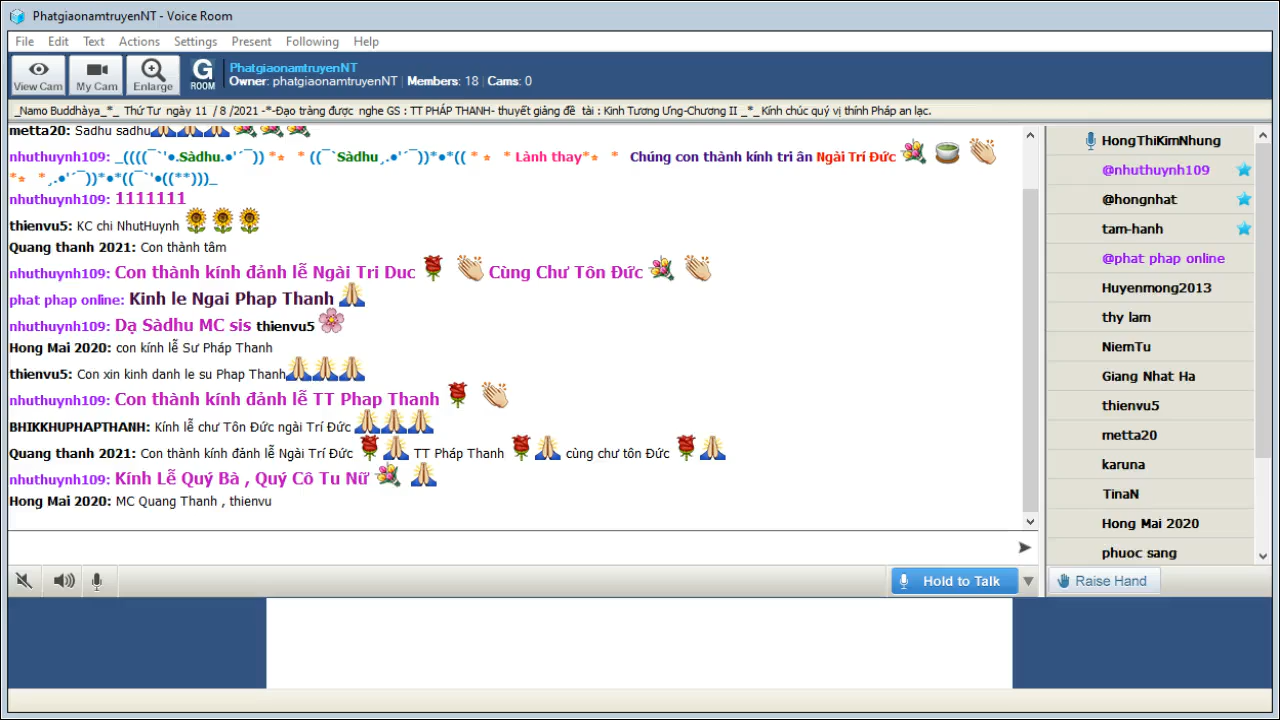 PhatgiaonamtruyenNT - Voice Room
File Edit Text Actions Settings Present Following Help
View Cam My Cam Enlarge G ROOM
PhatgiaonamtruyenNT
Owner: phatgiaonamtruyenNT | Members: 18 | Cams: 0
_Namo Buddhàya_*_ Thứ Tư ngày 11 / 8 /2021 -*-Đạo tràng được nghe GS : TT PHÁP THANH- thuyết giảng đề tài : Kinh Tương Ưng-Chương II _*_ Kính chúc quý vị thính Pháp an lạc.
metta20: Sadhu sadhu
nhuthuynh109: _((((¯`'•.Sàdhu.•'´¯)) *☆ * ((¯`Sàdhu¸.•'´¯))*•*(( * ☆ * Lành thay*☆ * Chúng con thành kính tri ân Ngài Trí Đức
*☆ *¸.•'´¯))*•*((¯`'•((**)))_
nhuthuynh109: 1111111
thienvu5: KC chi NhutHuynh
Quang thanh 2021: Con thành tâm
nhuthuynh109: Con thành kính đảnh lễ Ngài Tri Duc Cùng Chư Tôn Đức
phat phap online: Kinh le Ngai Phap Thanh
nhuthuynh109: Dạ Sàdhu MC sis thienvu5
Hong Mai 2020: con kính lễ Sư Pháp Thanh
thienvu5: Con xin kinh danh le su Phap Thanh
nhuthuynh109: Con thành kính đảnh lễ TT Phap Thanh
BHIKKHUPHAPTHANH: Kính lễ chư Tôn Đức ngài Trí Đức
Quang thanh 2021: Con thành kính đảnh lễ Ngài Trí Đức TT Pháp Thanh cùng chư tôn Đức
nhuthuynh109: Kính Lễ Quý Bà , Quý Cô Tu Nữ
Hong Mai 2020: MC Quang Thanh , thienvu
Hold to Talk
HongThiKimNhung
@nhuthuynh109
@hongnhat
tam-hanh
@phat phap online
Huyenmong2013
thy lam
NiemTu
Giang Nhat Ha
thienvu5
metta20
karuna
TinaN
Hong Mai 2020
phuoc sang
Raise Hand